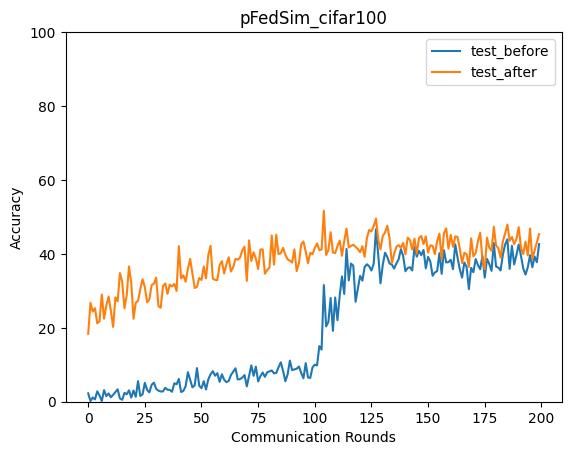 pFedSim_cifar100
test_before
test_after
100
80
60
40
20
0
Accuracy
0 25 50 75 100 125 150 175 200
Communication Rounds